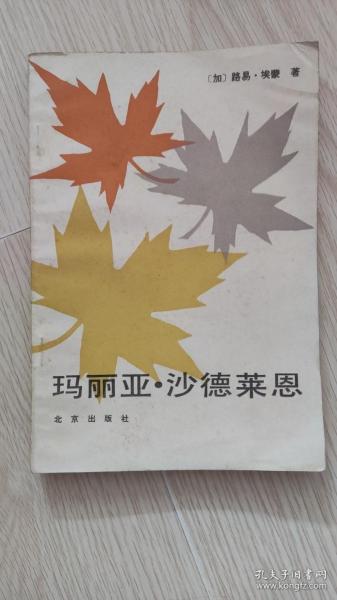 〔加〕路易·埃蒙 著
玛丽亚·沙德莱恩
北京出版社
孔夫子旧书网